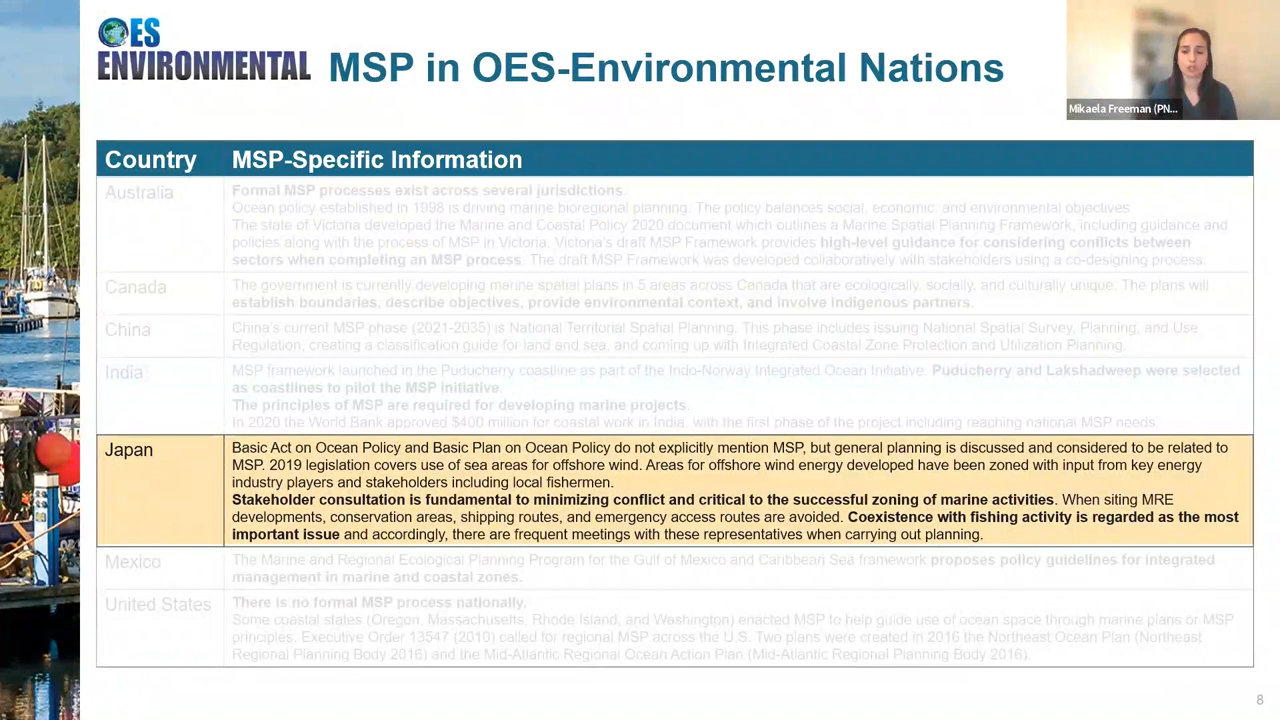 OES
ENVIRONMENTAL
MSP in OES-Environmental Nations
Mikaela Freeman (PN...
Country MSP-Specific Information
Australia
Formal MSP processes exist across several jurisdictions.
Ocean policy established in 1998 is driving marine bioregional planning. The policy balances social, economic, and environmental objectives.
The state of Victoria developed the Marine and Coastal Policy 2020 document which outlines a Marine Spatial Planning Framework, including guidance and
policies along with the process of MSP in Victoria. Victoria's draft MSP Framework provides high-level guidance for considering conflicts between
sectors when completing an MSP process. The draft MSP Framework was developed collaboratively with stakeholders using a co-designing process.
Canada
The government is currently developing marine spatial plans in 5 areas across Canada that are ecologically, socially, and culturally unique. The plans will
establish boundaries, describe objectives, provide environmental context, and involve Indigenous partners.
China
China's current MSP phase (2021-2035) is National Territorial Spatial Planning. This phase includes issuing National Spatial Survey, Planning, and Use
Regulation, creating a classification guide for land and sea, and coming up with Integrated Coastal Zone Protection and Utilization Planning.
India
MSP framework launched in the Puducherry coastline as part of the Indo-Norway Integrated Ocean Initiative. Puducherry and Lakshadweep were selected
as coastlines to pilot the MSP initiative.
The principles of MSP are required for developing marine projects.
In 2020 the World Bank approved $400 million for coastal work in India, with the first phase of the project including reaching national MSP needs.
Japan
Basic Act on Ocean Policy and Basic Plan on Ocean Policy do not explicitly mention MSP, but general planning is discussed and considered to be related to
MSP. 2019 legislation covers use of sea areas for offshore wind. Areas for offshore wind energy developed have been zoned with input from key energy
industry players and stakeholders including local fishermen.
Stakeholder consultation is fundamental to minimizing conflict and critical to the successful zoning of marine activities. When siting MRE
developments, conservation areas, shipping routes, and emergency access routes are avoided. Coexistence with fishing activity is regarded as the most
important issue and accordingly, there are frequent meetings with these representatives when carrying out planning.
Mexico
The Marine and Regional Ecological Planning Program for the Gulf of Mexico and Caribbean Sea framework proposes policy guidelines for integrated
management in marine and coastal zones.
United States
There is no formal MSP process nationally.
Some coastal states (Oregon, Massachusetts, Rhode Island, and Washington) enacted MSP to help guide use of ocean space through marine plans or MSP
principles. Executive Order 13547 (2010) called for regional MSP across the U.S. Two plans were created in 2016 the Northeast Ocean Plan (Northeast
Regional Planning Body 2016) and the Mid-Atlantic Regional Ocean Action Plan (Mid-Atlantic Regional Planning Body 2016).
8